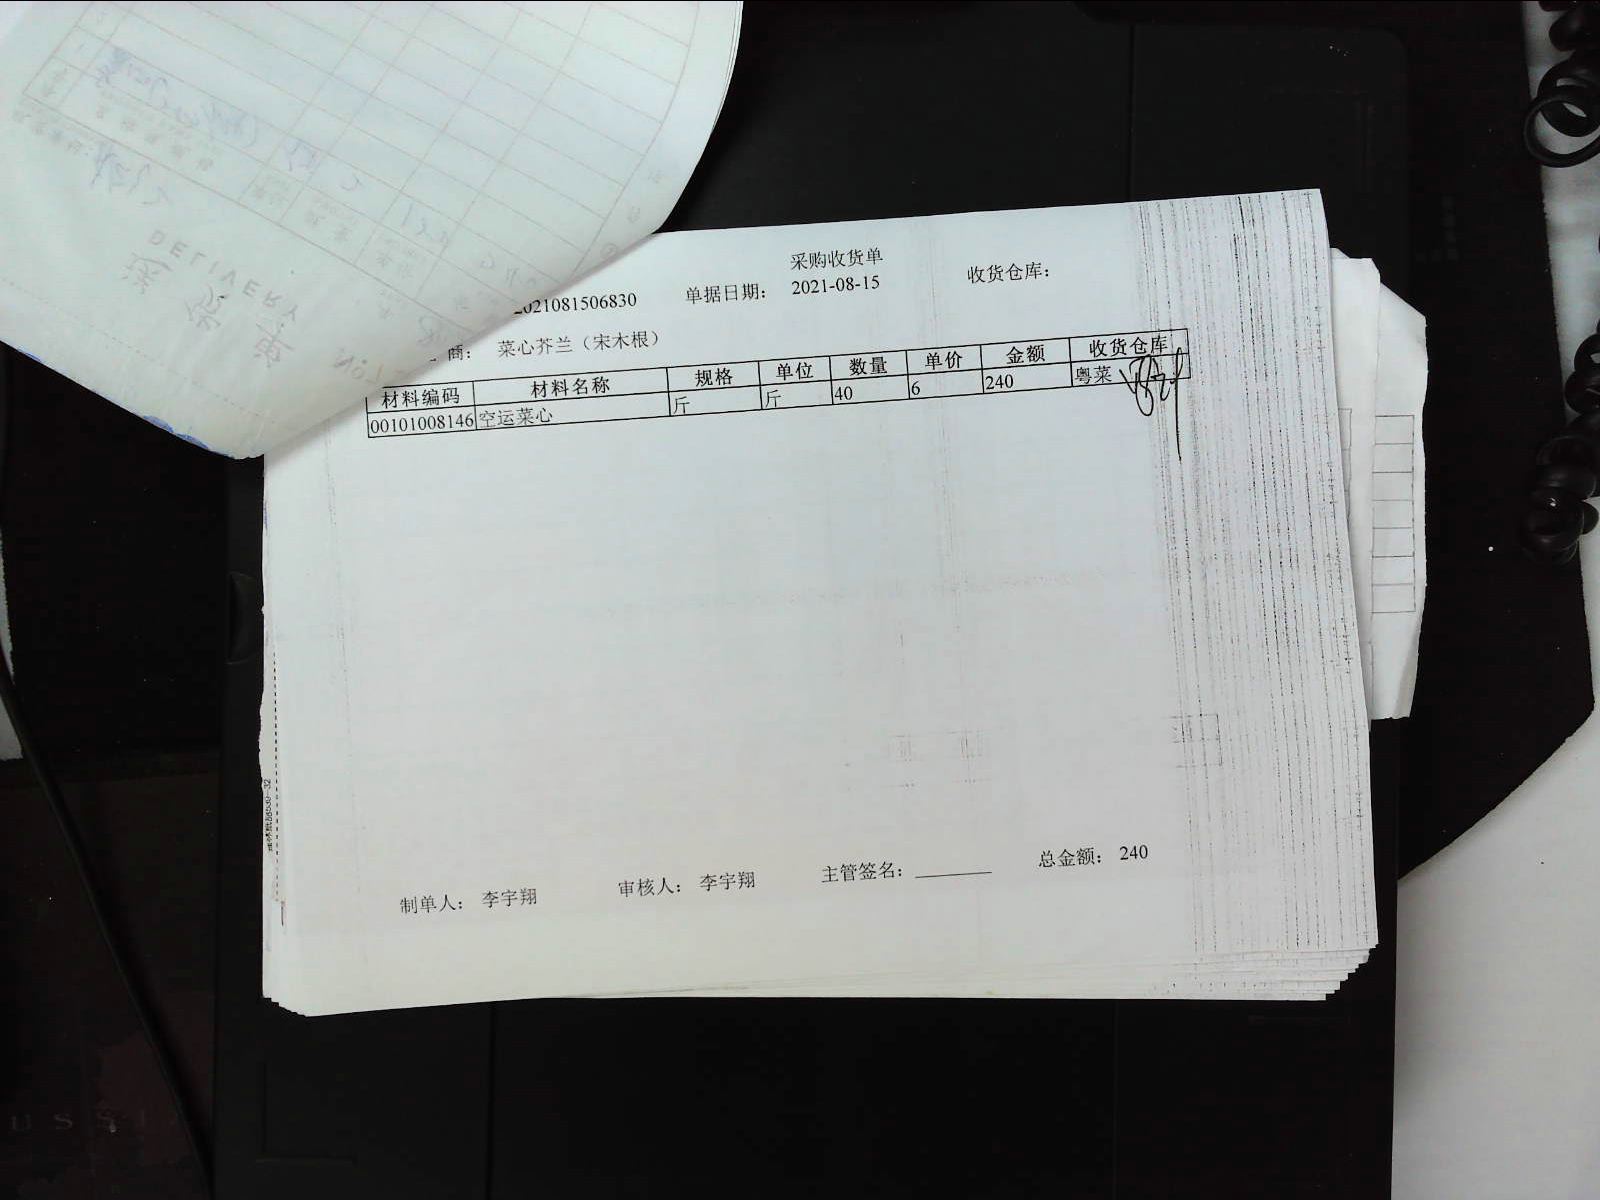 采购收货单
2021081506830 单据日期： 2021-08-15 收货仓库：
商： 菜心芥兰（宋木根）
材料编码 材料名称 规格 单位 数量 单价 金额 收货仓库
00101008146 空运菜心 斤 斤 40 6 240 粤菜
制单人： 李宇翔 审核人： 李宇翔 主管签名： 总金额： 240
DELIVERY